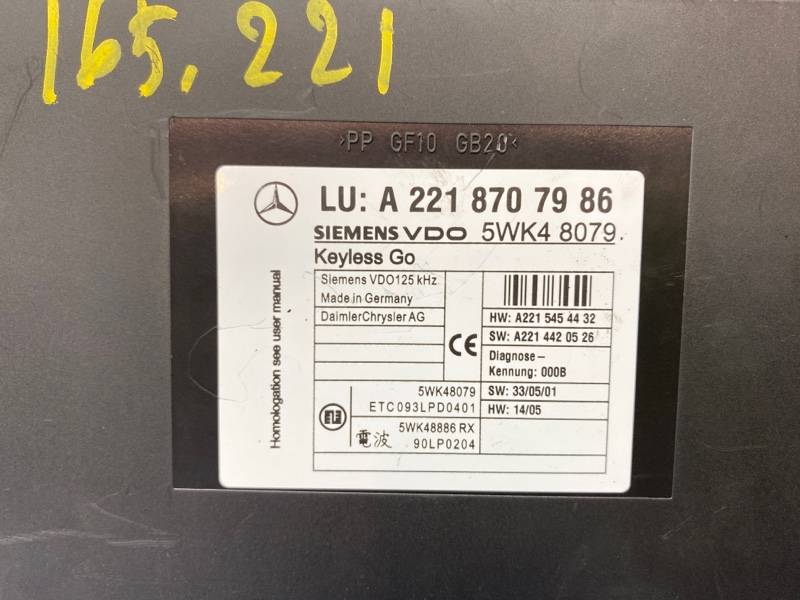 165.221
>PP GF10 GB20<
LU: A 221 870 79 86
SIEMENS VDO 5WK4 8079.
Keyless Go
Siemens VDO125 kHz
Made in Germany
DaimlerChrysler AG
HW: A221 545 44 32
SW: A221 442 05 26
Diagnose-
Kennung: 000B
SW: 33/05/01
HW: 14/05
CE
5WK48079
ETC093LPD0401
5WK48886 RX
電波 90LP0204
Homologation see user manual